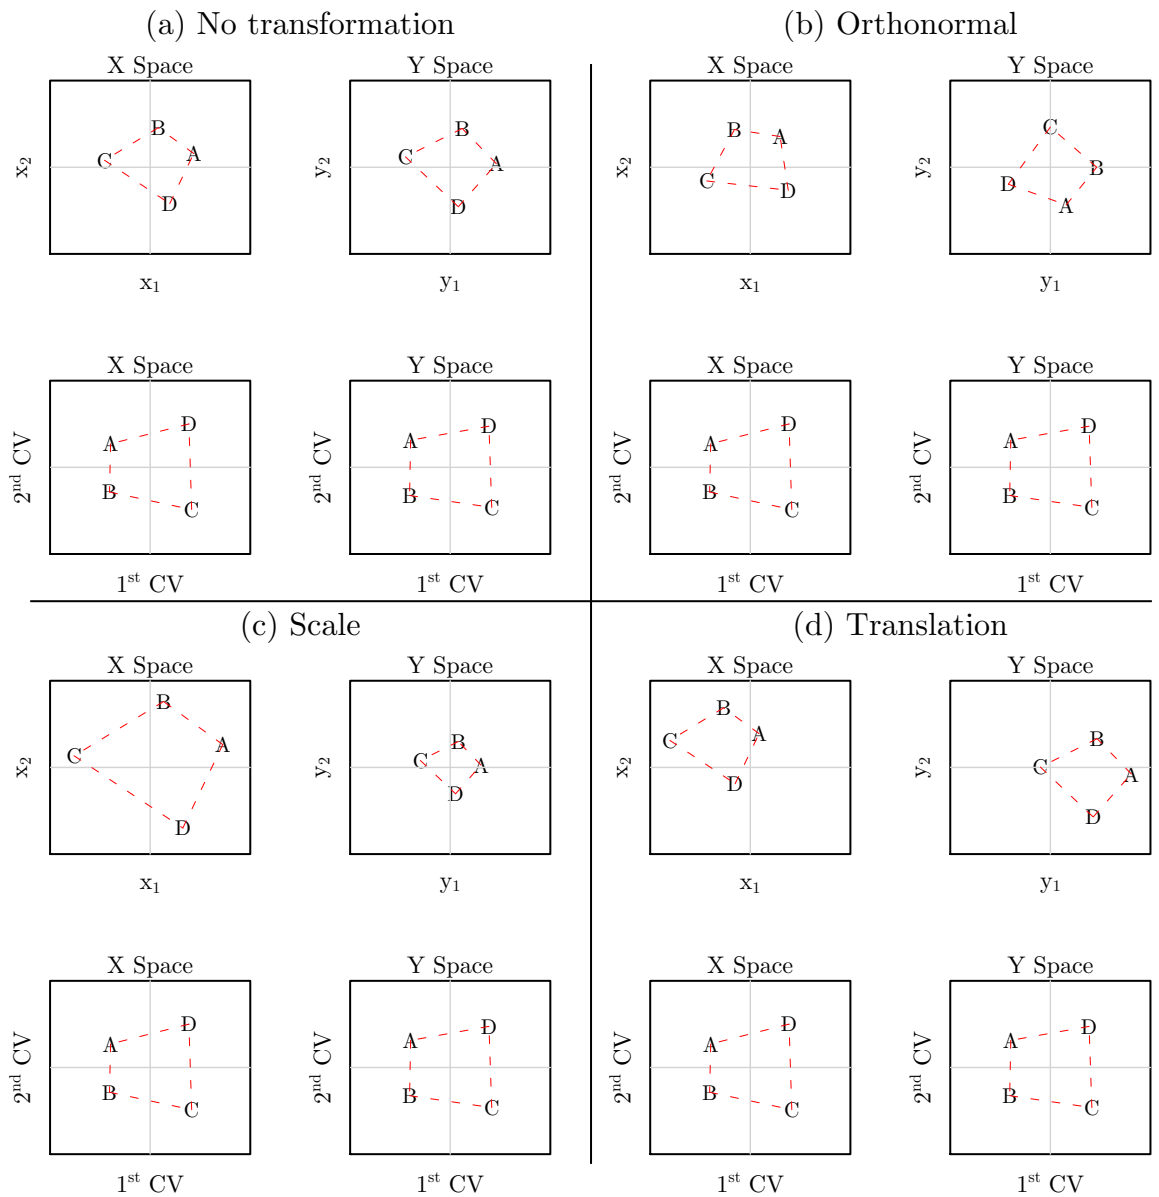 (a) No transformation
X Space
Y Space
B
A
C
D
x₂
x₁
B
A
C
D
y₂
y₁
X Space
Y Space
A
D
B
C
2ⁿᵈ CV
1ˢᵗ CV
A
D
B
C
2ⁿᵈ CV
1ˢᵗ CV
(b) Orthonormal
X Space
Y Space
B
A
C
D
x₂
x₁
C
B
D
A
y₂
y₁
X Space
Y Space
A
D
B
C
2ⁿᵈ CV
1ˢᵗ CV
A
D
B
C
2ⁿᵈ CV
1ˢᵗ CV
(c) Scale
X Space
Y Space
B
A
C
D
x₂
x₁
B
C
A
D
y₂
y₁
X Space
Y Space
A
D
B
C
2ⁿᵈ CV
1ˢᵗ CV
A
D
B
C
2ⁿᵈ CV
1ˢᵗ CV
(d) Translation
X Space
Y Space
B
A
C
D
x₂
x₁
B
C
A
D
y₂
y₁
X Space
Y Space
A
D
B
C
2ⁿᵈ CV
1ˢᵗ CV
A
D
B
C
2ⁿᵈ CV
1ˢᵗ CV